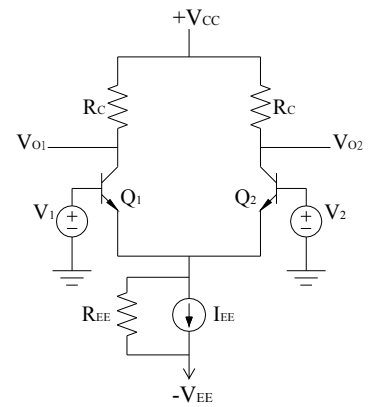 +VCC
RC RC
VO1 VO2
Q1 Q2
V1 V2
REE IEE
-VEE